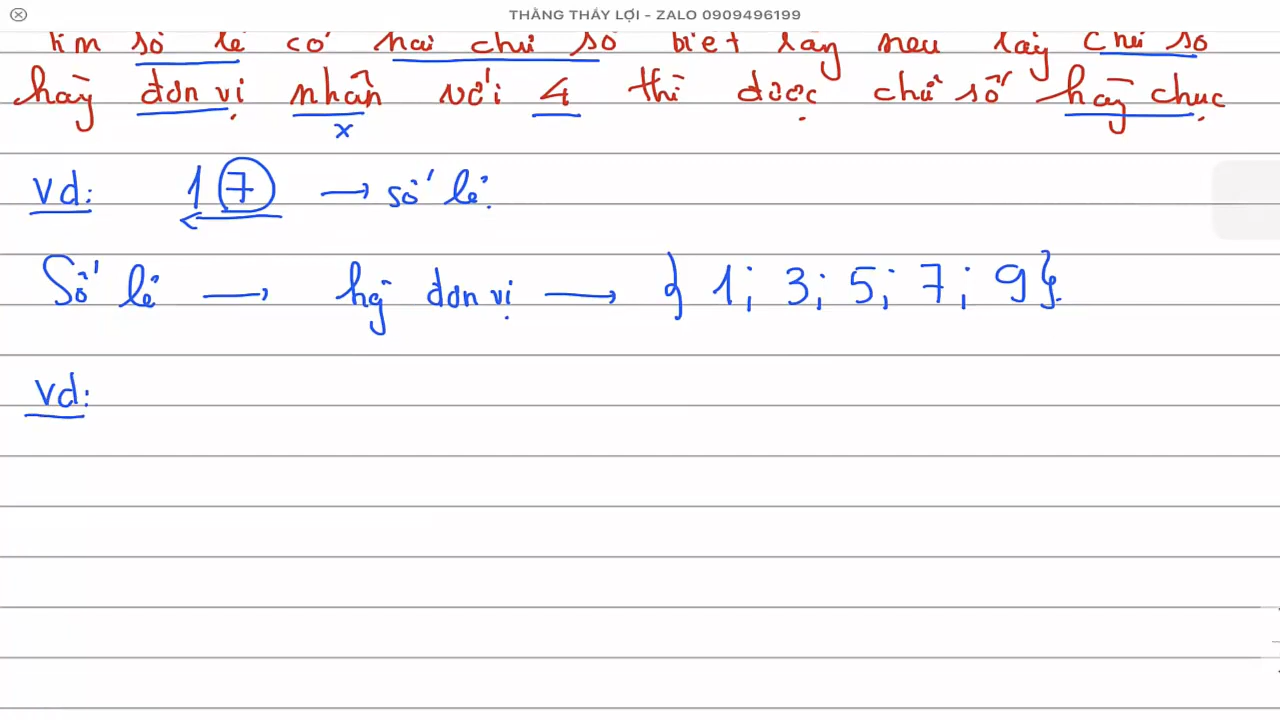 THẦNG THẦY LỢI - ZALO 0909496199
Tìm số lẻ có hai chữ số biết rằng nếu lấy chữ số
hàng đơn vị nhân với 4 thì được chữ số hàng chục
x
vd: 17 → số lẻ.
Số lẻ → hg đơn vị → { 1; 3; 5; 7; 9}.
vd: